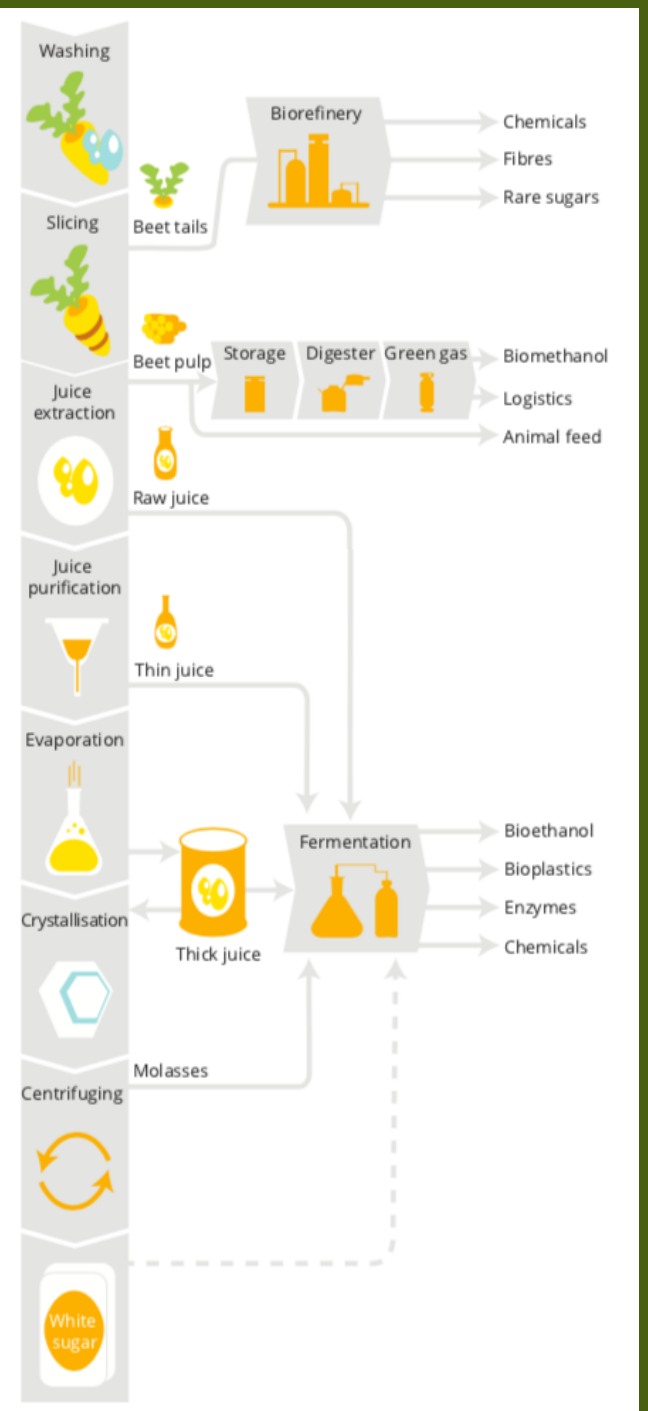 Washing
Biorefinery
Chemicals
Fibres
Rare sugars
Slicing
Beet tails
Beet pulp
Storage
Digester
Green gas
Biomethanol
Logistics
Animal feed
Juice
extraction
Raw juice
Juice
purification
Thin juice
Evaporation
Fermentation
Bioethanol
Bioplastics
Enzymes
Chemicals
Crystallisation
Thick juice
Molasses
Centrifuging
White
sugar